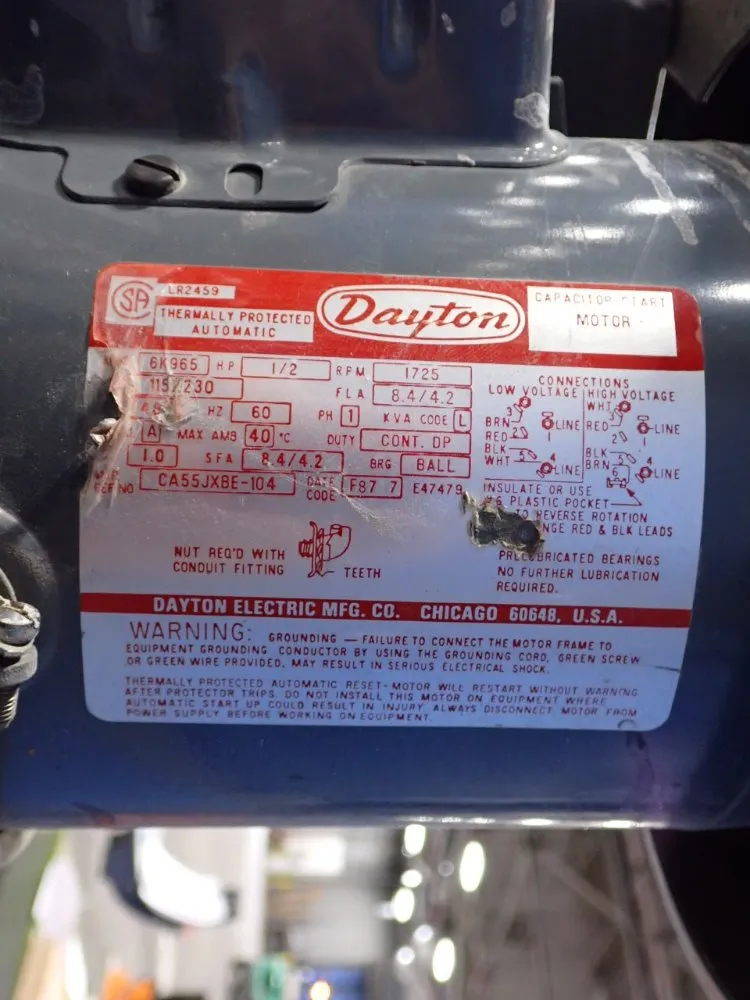 SA
LR2459
THERMALLY PROTECTED
AUTOMATIC
Dayton
CAPACITOR START
MOTOR
6K965 HP 1/2 RPM 1725
115/230 FLA 8.4/4.2
HZ 60 PH 1 KVA CODE L
A MAX AMB 40 °C DUTY CONT. DP
1.0 SFA 8.4/4.2 BRG BALL
CA55JXBE-104 DATE CODE F87 7 E47479
CONNECTIONS
LOW VOLTAGE HIGH VOLTAGE
WHT
3
BRN LINE RED LINE
RED 2 1
BLK BLK
WHT LINE BRN LINE
6
INSULATE OR USE
PLASTIC POCKET
TO REVERSE ROTATION
RED & BLK LEADS
PRELUBRICATED BEARINGS
NO FURTHER LUBRICATION
REQUIRED.
NUT REQ'D WITH
CONDUIT FITTING
TEETH
DAYTON ELECTRIC MFG. CO. CHICAGO 60648, U.S.A.
WARNING: GROUNDING — FAILURE TO CONNECT THE MOTOR FRAME TO
EQUIPMENT GROUNDING CONDUCTOR BY USING THE GROUNDING CORD, GREEN SCREW
OR GREEN WIRE PROVIDED, MAY RESULT IN SERIOUS ELECTRICAL SHOCK.
THERMALLY PROTECTED AUTOMATIC RESET-MOTOR WILL RESTART WITHOUT WARNING
AFTER PROTECTOR TRIPS. DO NOT INSTALL THIS MOTOR ON EQUIPMENT WHERE
AUTOMATIC START UP COULD RESULT IN INJURY. ALWAYS DISCONNECT MOTOR FROM
POWER SUPPLY BEFORE WORKING ON EQUIPMENT.